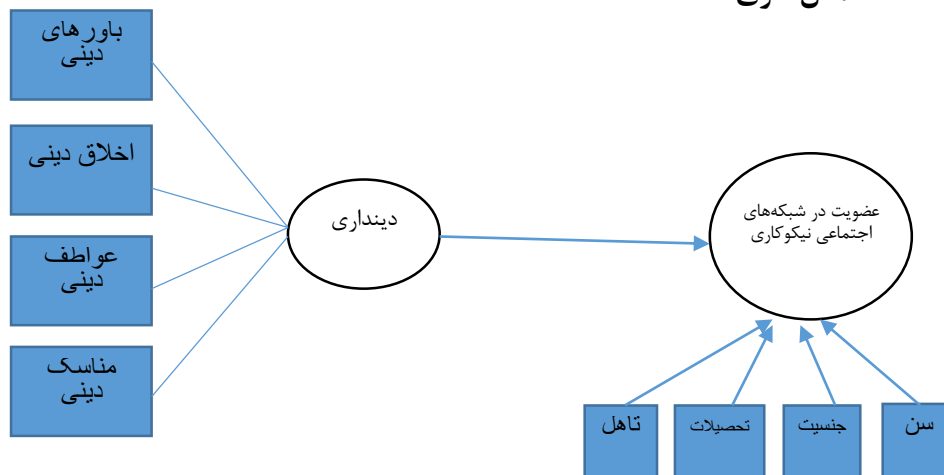 باورهای
دینی
اخلاق دینی
عواطف
دینی
مناسک
دینی
دینداری
عضویت در شبکه‌های
اجتماعی نیکوکاری
تاهل
تحصیلات
جنسیت
سن